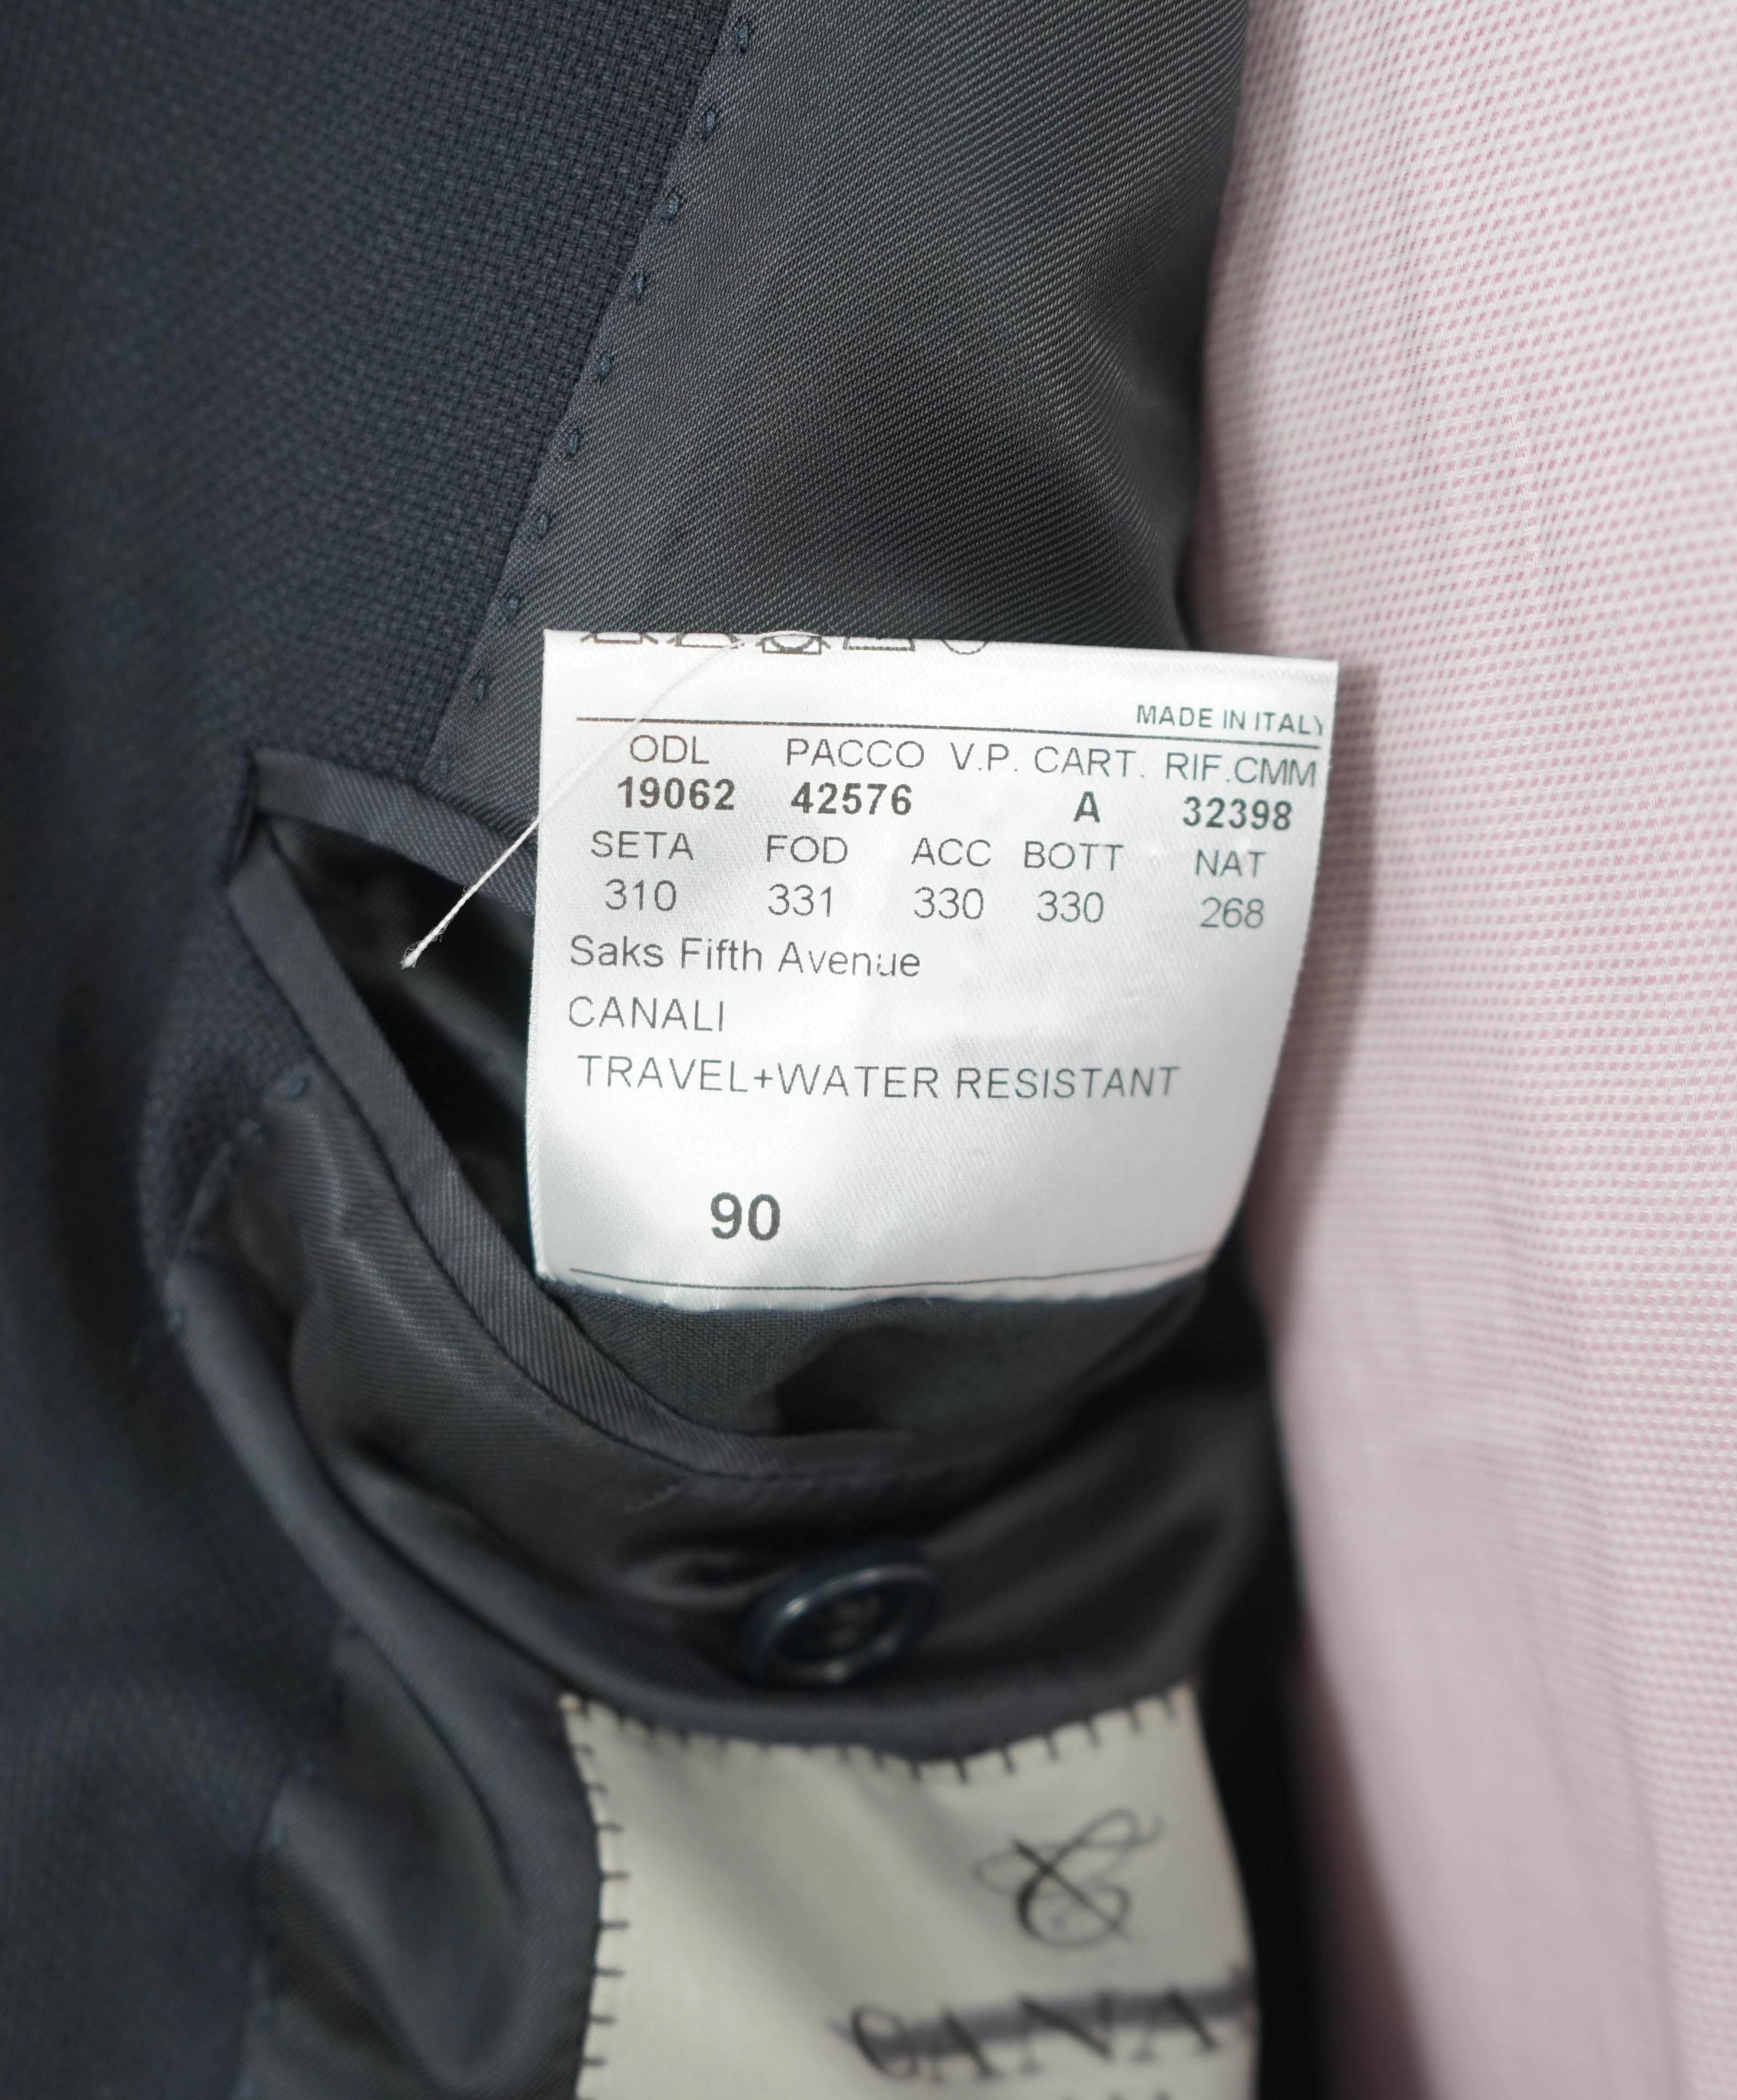 MADE IN ITALY
ODL PACCO V.P. CART. RIF.CMM
19062 42576 A 32398
SETA FOD ACC BOTT NAT
310 331 330 330 268
Saks Fifth Avenue
CANALI
TRAVEL+WATER RESISTANT
90
CANA